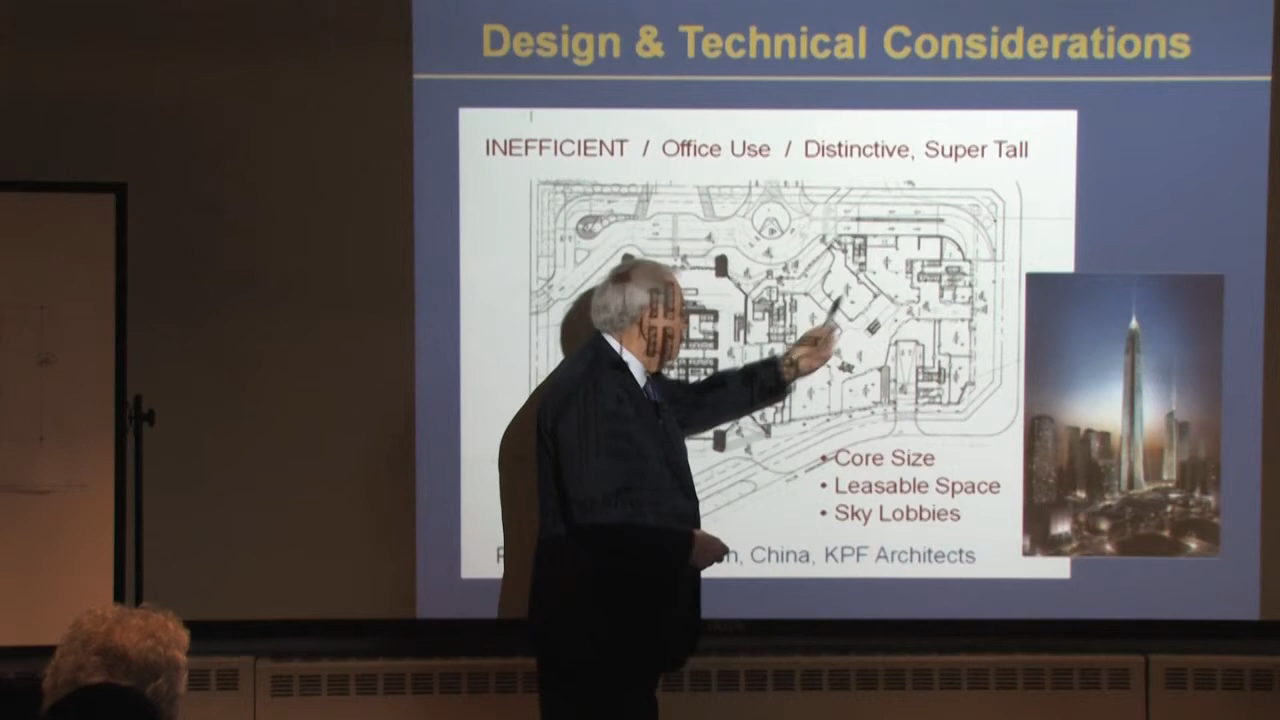 Design & Technical Considerations
INEFFICIENT / Office Use / Distinctive, Super Tall
• Core Size
• Leasable Space
• Sky Lobbies
China, KPF Architects